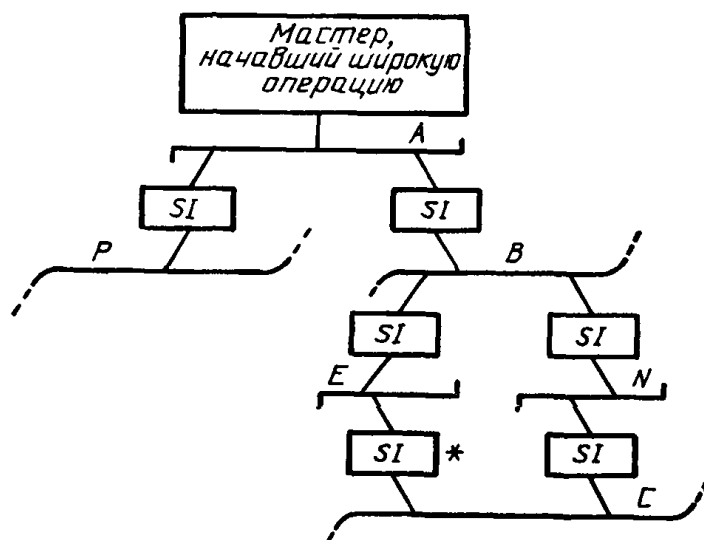 Мастер,
начавший широкую
операцию
A
SI
SI
P
B
SI
SI
E
N
SI *
SI
C